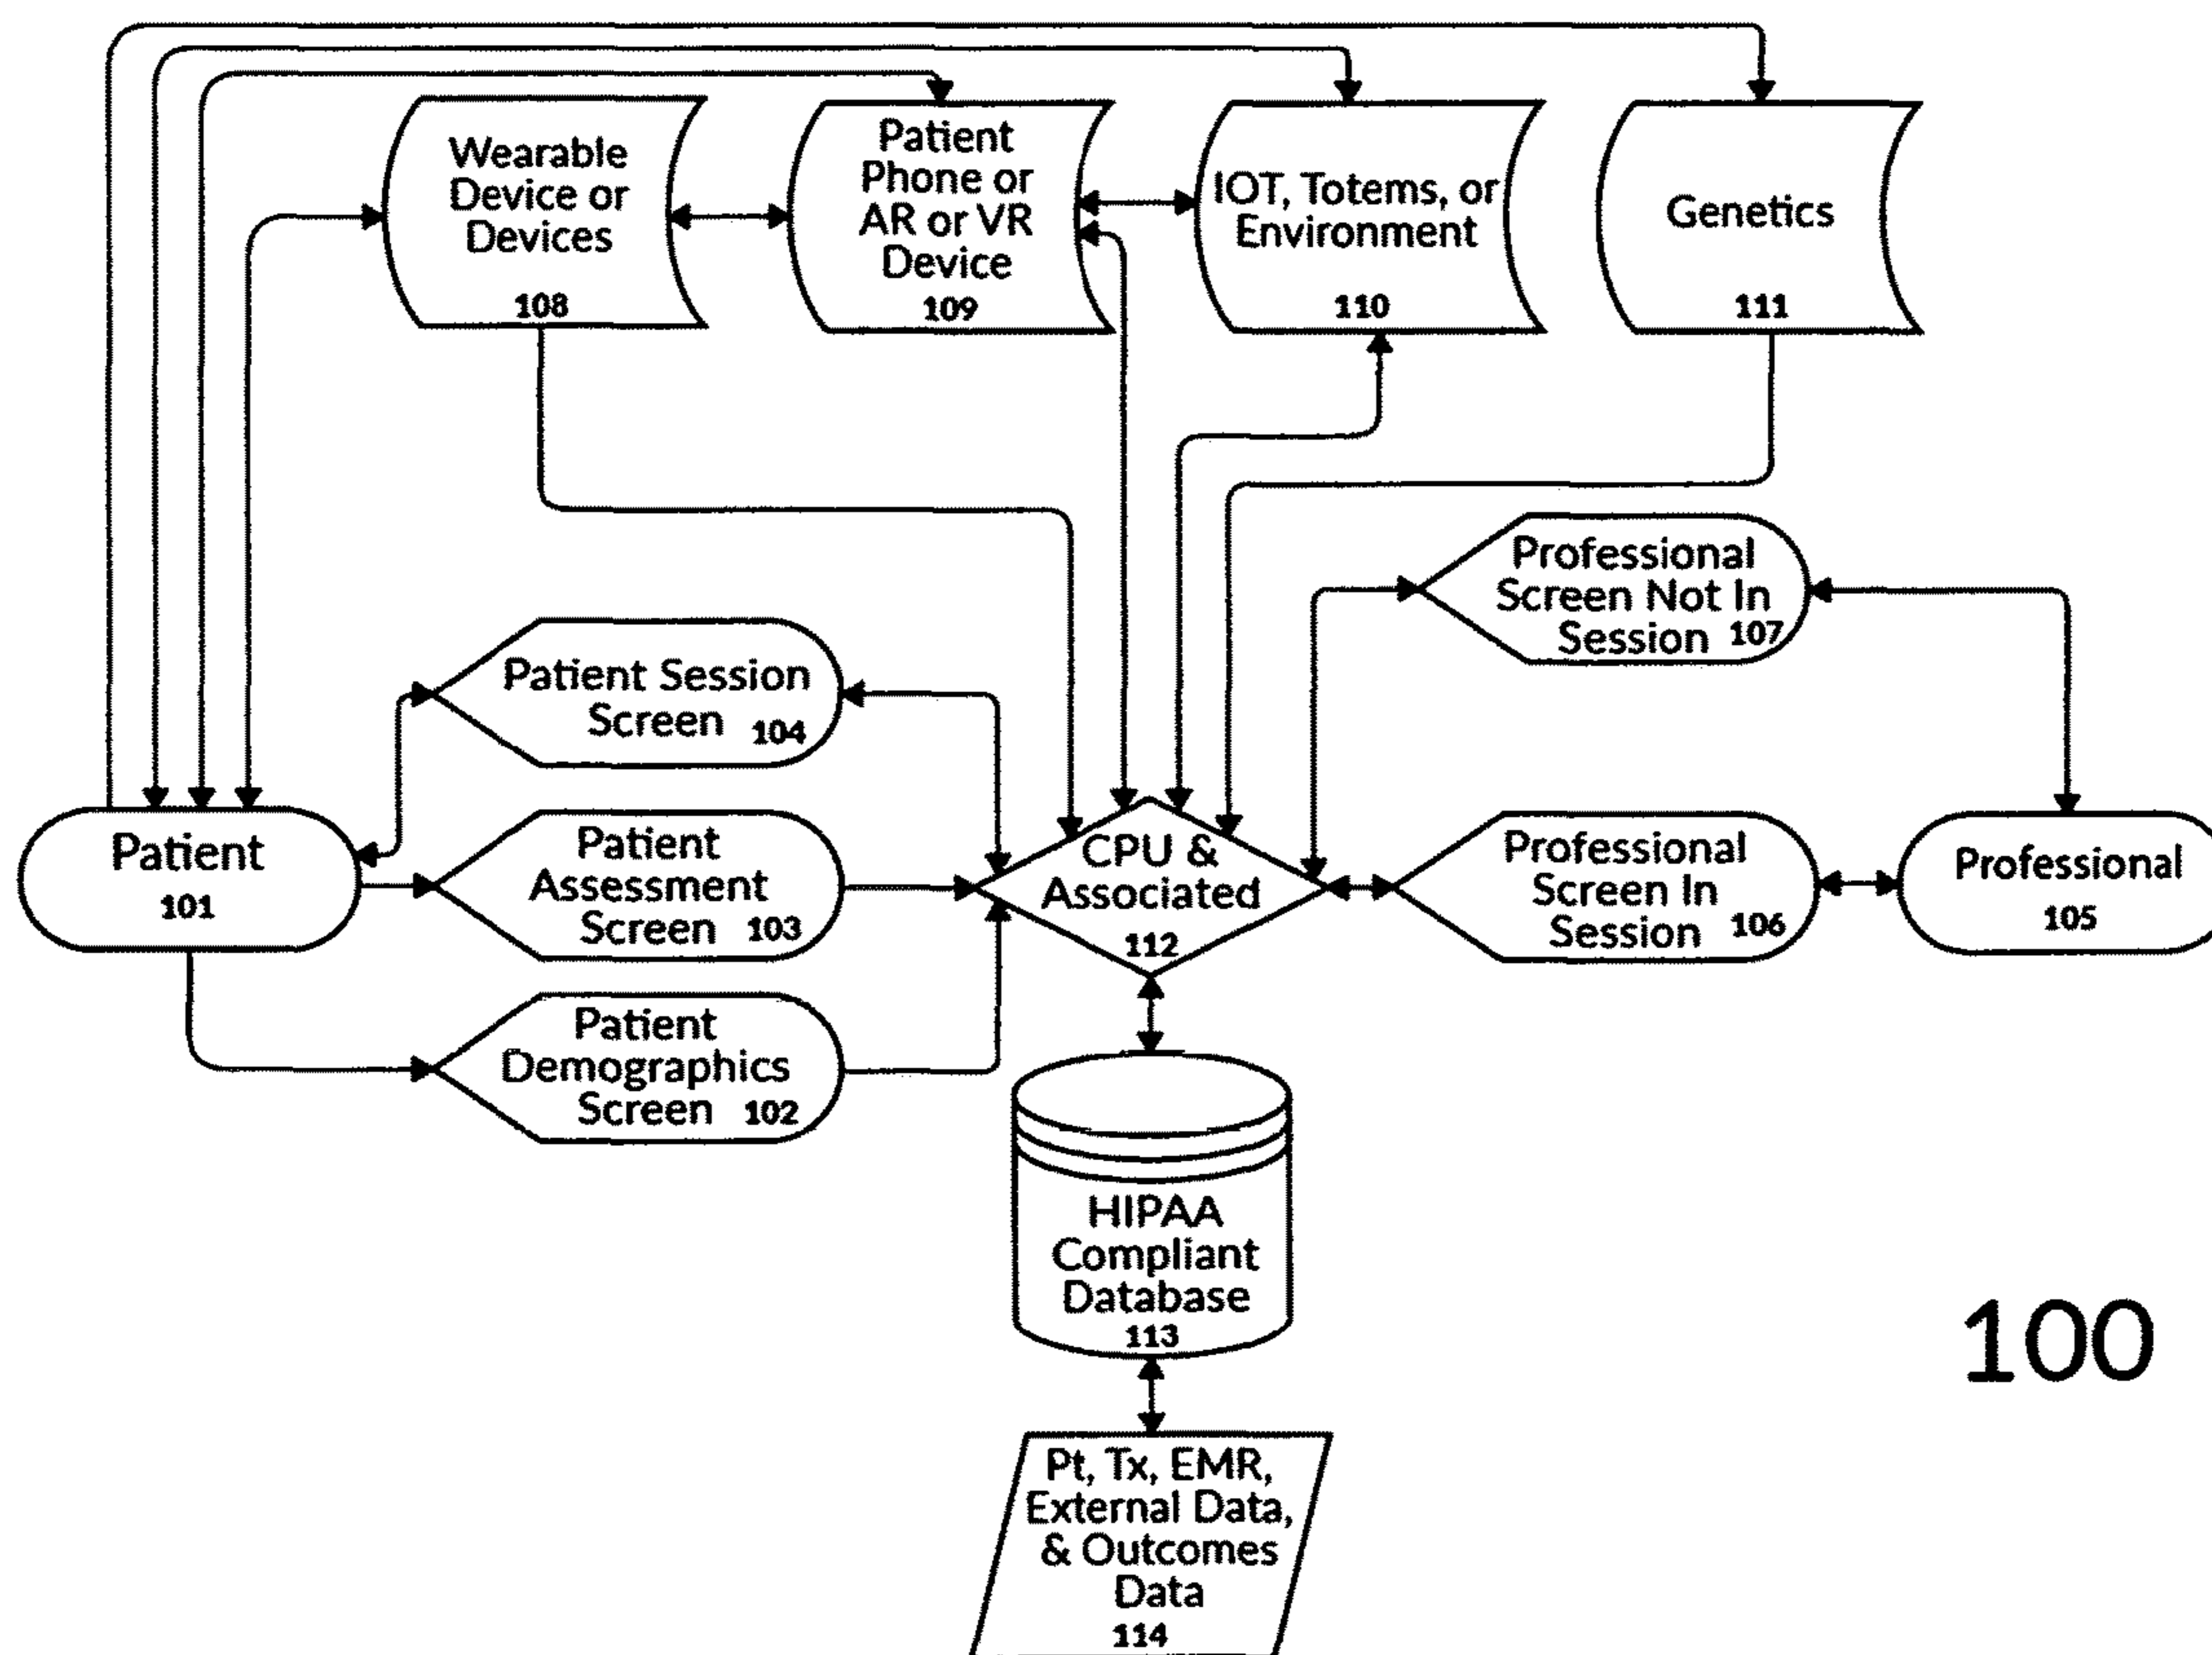 Wearable
Device or
Devices
108
Patient
Phone or
AR or VR
Device
109
IOT, Totems, or
Environment
110
Genetics
111
Professional
Screen Not In
Session 107
Patient Session
Screen 104
Patient
101
Patient
Assessment
Screen 103
CPU &
Associated
112
Professional
Screen In
Session 106
Professional
105
Patient
Demographics
Screen 102
HIPAA
Compliant
Database
113
100
Pt, Tx, EMR,
External Data,
& Outcomes
Data
114